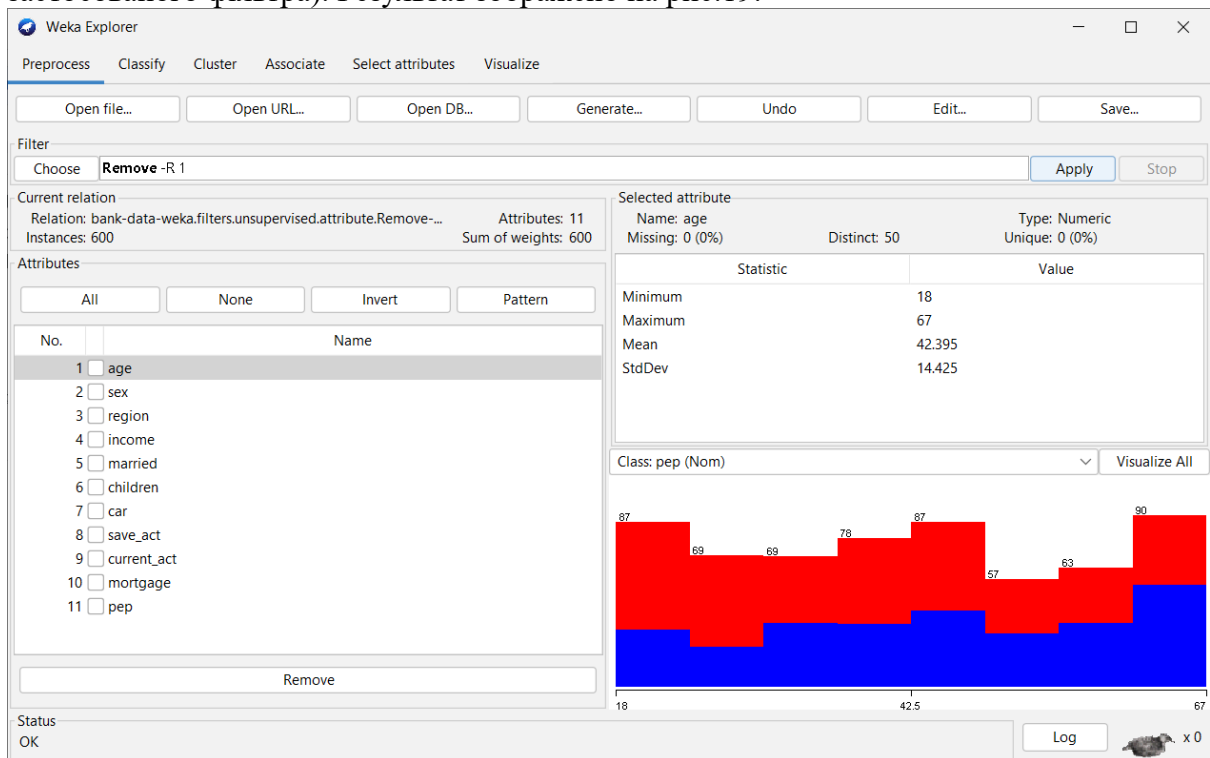 Weka Explorer
Preprocess Classify Cluster Associate Select attributes Visualize
Open file... Open URL... Open DB... Generate... Undo Edit... Save...
Filter
Choose Remove -R 1 Apply Stop
Current relation
Relation: bank-data-weka.filters.unsupervised.attribute.Remove-... Attributes: 11
Instances: 600 Sum of weights: 600
Attributes
All None Invert Pattern
No. Name
1 age
2 sex
3 region
4 income
5 married
6 children
7 car
8 save_act
9 current_act
10 mortgage
11 pep
Remove
Selected attribute
Name: age Type: Numeric
Missing: 0 (0%) Distinct: 50 Unique: 0 (0%)
Statistic Value
Minimum 18
Maximum 67
Mean 42.395
StdDev 14.425
Class: pep (Nom) Visualize All
87 69 69 78 87 57 63 90
18 42.5 67
Status
OK Log x 0